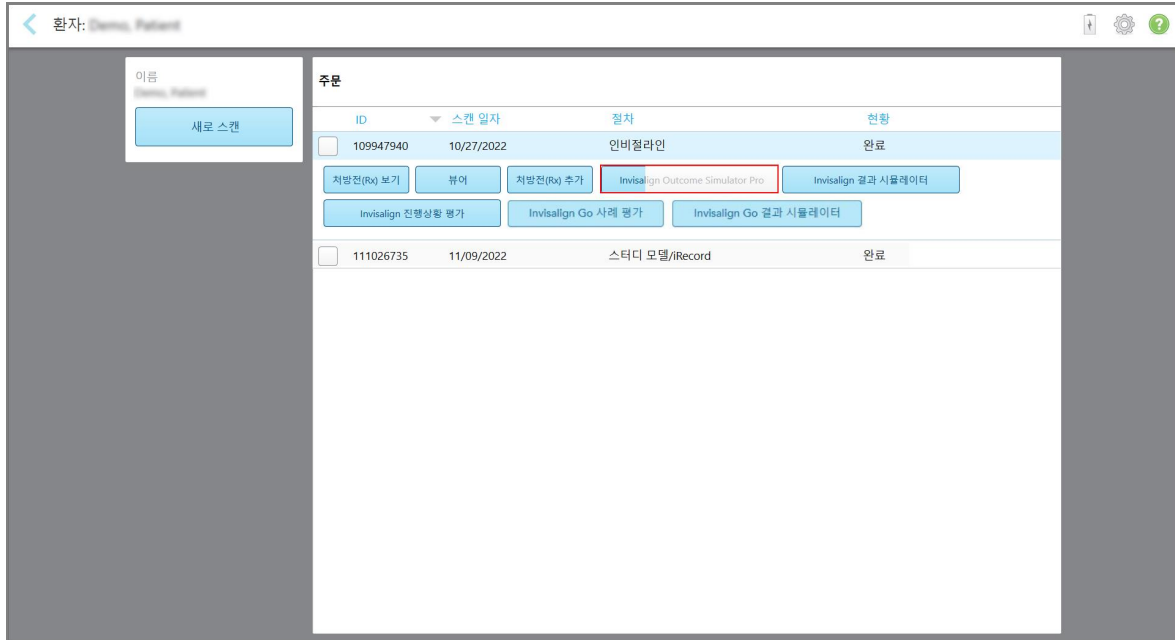 환자:
이름
새로 스캔
주문
ID 스캔 일자 절차 현황
109947940 10/27/2022 인비절라인 완료
처방전(Rx) 보기 뷰어 처방전(Rx) 추가 Invisalign Outcome Simulator Pro Invisalign 결과 시뮬레이터
Invisalign 진행상황 평가 Invisalign Go 사례 평가 Invisalign Go 결과 시뮬레이터
111026735 11/09/2022 스터디 모델/iRecord 완료